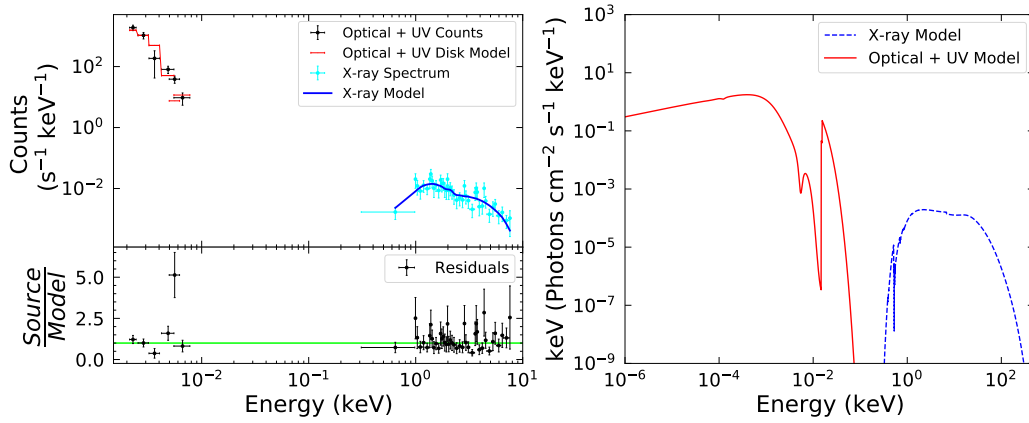 10²
10⁰
10⁻²
Counts
(s⁻¹ keV⁻¹)
Optical + UV Counts
Optical + UV Disk Model
X-ray Spectrum
X-ray Model
5.0
2.5
0.0
Source
Model
Residuals
10⁻² 10⁻¹ 10⁰ 10¹
Energy (keV)
10³
10¹
10⁻¹
10⁻³
10⁻⁵
10⁻⁷
10⁻⁹
keV (Photons cm⁻² s⁻¹ keV⁻¹)
X-ray Model
Optical + UV Model
10⁻⁶ 10⁻⁴ 10⁻² 10⁰ 10²
Energy (keV)